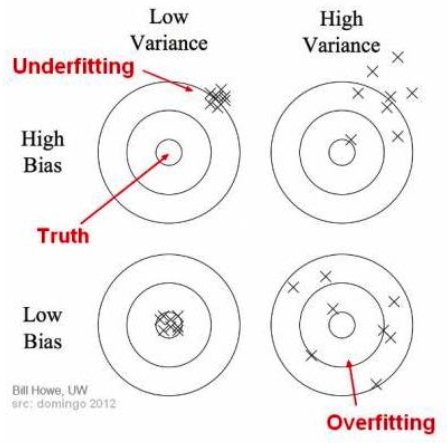 Low
Variance
High
Variance
Underfitting
High
Bias
Truth
Low
Bias
Bill Howe, UW
src: domingo 2012
Overfitting